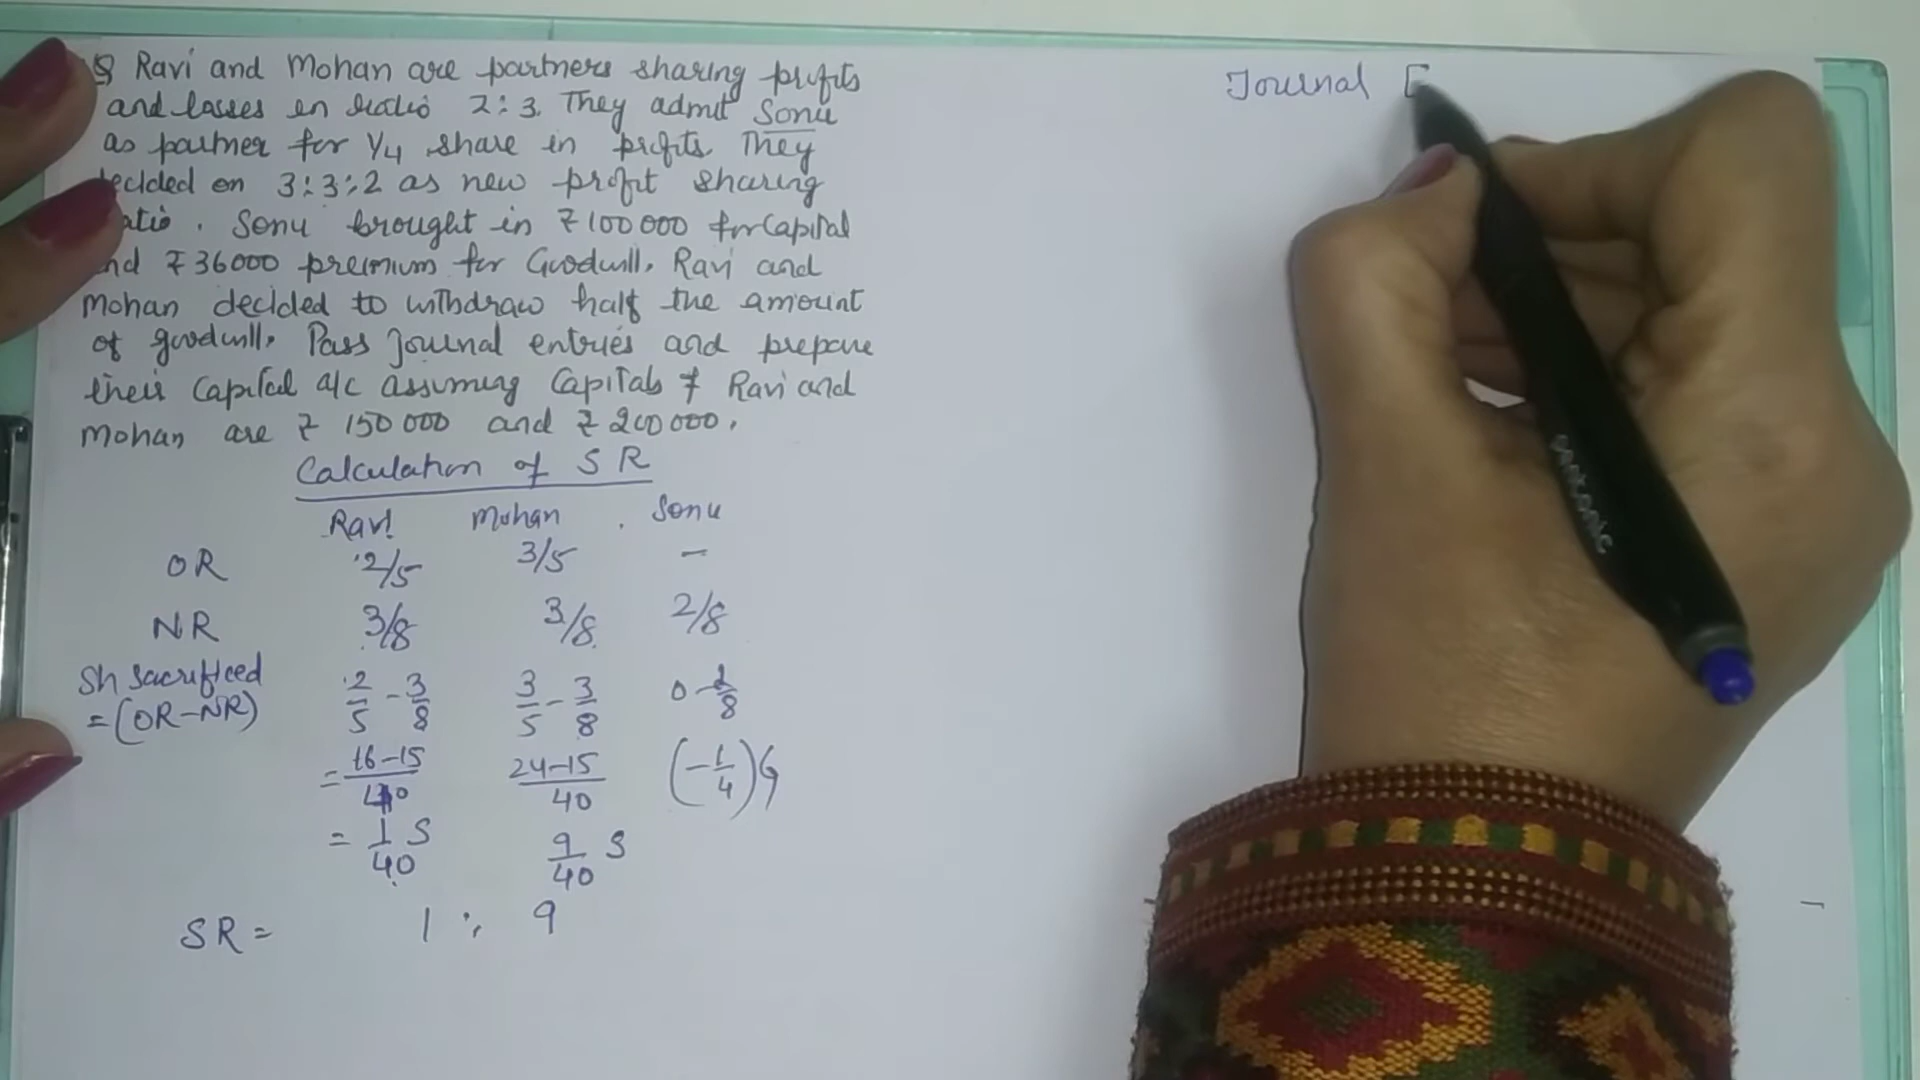 Q Ravi and Mohan are partners sharing profits
and losses in ratio 2:3. They admit Sonu
as partner for 1/4 share in profits. They
decided on 3:3:2 as new profit sharing
ratio. Sonu brought in ₹100000 for Capital
and ₹36000 premium for Goodwill. Ravi and
Mohan decided to withdraw half the amount
of goodwill. Pass Journal entries and prepare
their Capital a/c assuming Capitals of Ravi and
Mohan are ₹ 150000 and ₹200000.
Calculation of SR
Ravi Mohan Sonu
OR 2/5 3/5 –
NR 3/8 3/8 2/8
Sh sacrificed 2/5 - 3/8 3/5 - 3/8 0 - 2/8
= (OR-NR)
= 16-15/40 24-15/40 (-1/4) G
= 1/40 S 9/40 S
SR = 1 : 9
Journal
sentonic